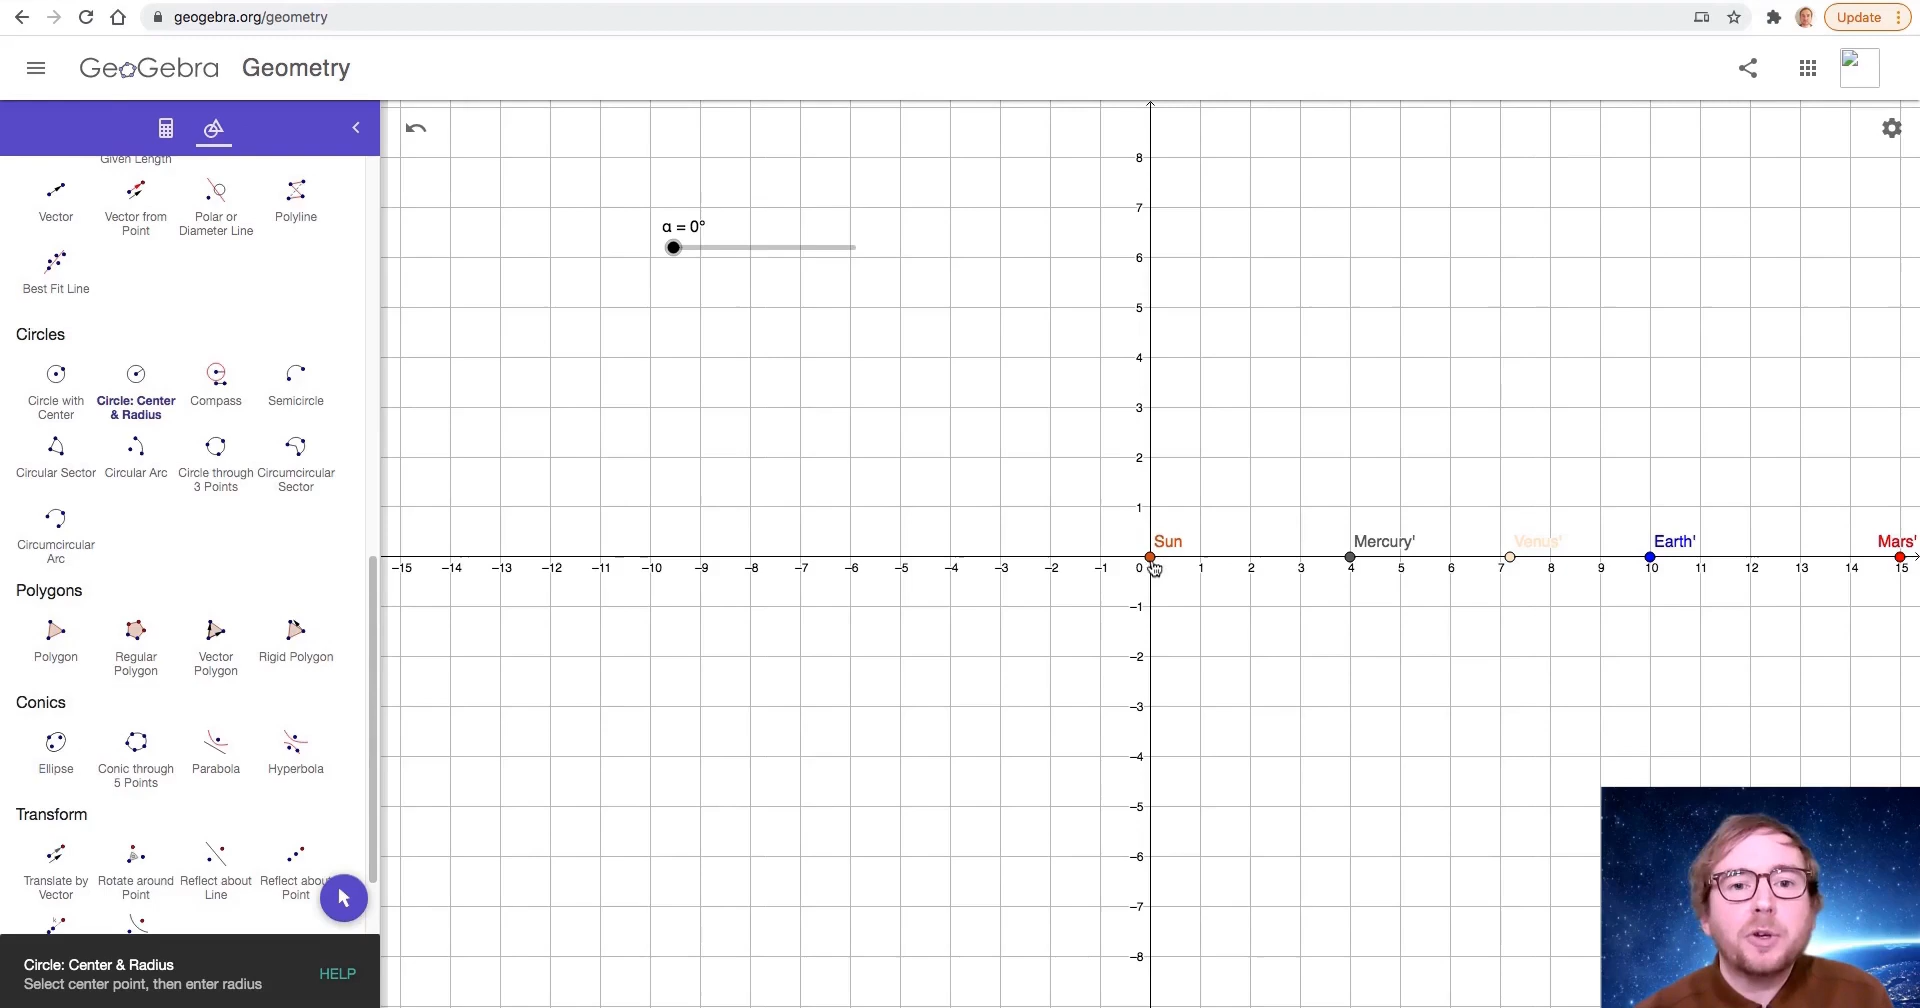 geogebra.org/geometry
Update
GeoGebra Geometry
Given Length
Vector
Vector from
Point
Polar or
Diameter Line
Polyline
Best Fit Line
Circles
Circle with
Center
Circle: Center
& Radius
Compass
Semicircle
Circular Sector
Circular Arc
Circle through
3 Points
Circumcircular
Sector
Circumcircular
Arc
Polygons
Polygon
Regular
Polygon
Vector
Polygon
Rigid Polygon
Conics
Ellipse
Conic through
5 Points
Parabola
Hyperbola
Transform
Translate by
Vector
Rotate around
Point
Reflect about
Line
Reflect about
Point
Circle: Center & Radius
Select center point, then enter radius
HELP
α = 0°
8
7
6
5
4
3
2
1
Sun
Mercury'
Venus'
Earth'
Mars'
–15 –14 –13 –12 –11 –10 –9 –8 –7 –6 –5 –4 –3 –2 –1 0 1 2 3 4 5 6 7 8 9 10 11 12 13 14 15
–1
–2
–3
–4
–5
–6
–7
–8